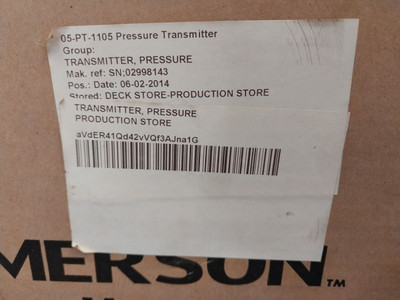 05-PT-1105 Pressure Transmitter
Group:
TRANSMITTER, PRESSURE
Mak. ref: SN;02998143
Pos.: Date: 06-02-2014
Stored: DECK STORE-PRODUCTION STORE
TRANSMITTER, PRESSURE
PRODUCTION STORE
aVdER41Qd42vVQf3AJna1G
MERSON™